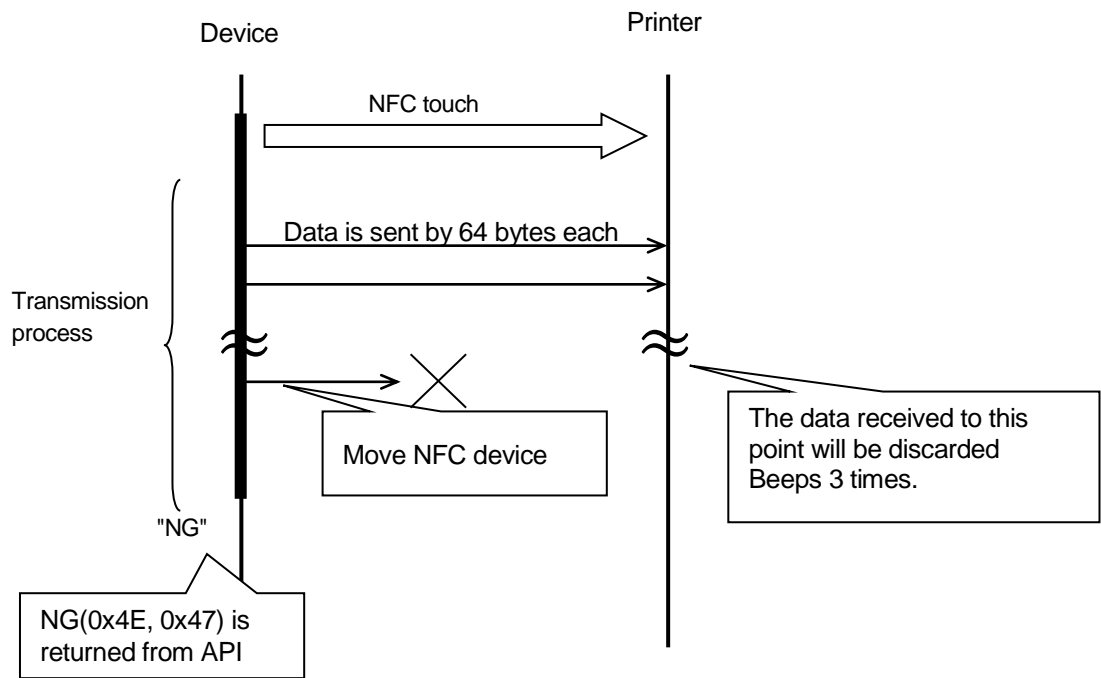 Device
Printer
NFC touch
Data is sent by 64 bytes each
Transmission
process
Move NFC device
The data received to this
point will be discarded
Beeps 3 times.
"NG"
NG(0x4E, 0x47) is
returned from API